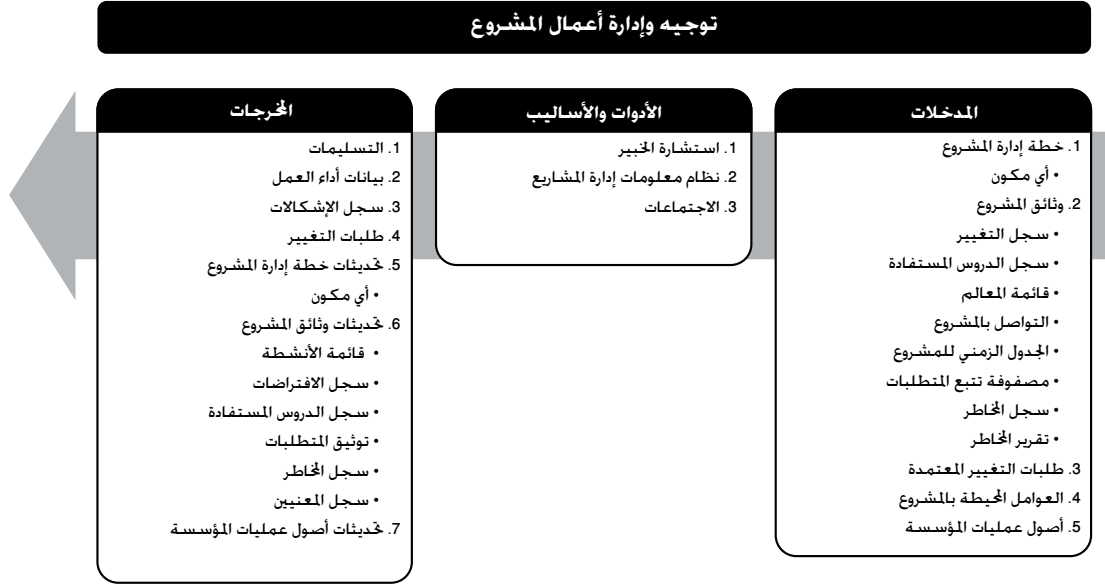 توجيه وإدارة أعمال المشروع
المدخلات
1. خطة إدارة المشروع
• أي مكون
2. وثائق المشروع
• سجل التغيير
• سجل الدروس المستفادة
• قائمة المعالم
• التواصل بالمشروع
• الجدول الزمني للمشروع
• مصفوفة تتبع المتطلبات
• سجل المخاطر
• تقرير المخاطر
3. طلبات التغيير المعتمدة
4. العوامل المحيطة بالمشروع
5. أصول عمليات المؤسسة
الأدوات والأساليب
1. استشارة الخبير
2. نظام معلومات إدارة المشاريع
3. الاجتماعات
المخرجات
1. التسليمات
2. بيانات أداء العمل
3. سجل الإشكالات
4. طلبات التغيير
5. تحديثات خطة إدارة المشروع
• أي مكون
6. تحديثات وثائق المشروع
• قائمة الأنشطة
• سجل الافتراضات
• سجل الدروس المستفادة
• توثيق المتطلبات
• سجل المخاطر
• سجل المعنيين
7. تحديثات أصول عمليات المؤسسة